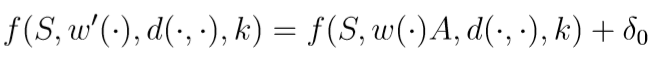 f(S, w′(·), d(·, ·), k) = f(S, w(·)A, d(·, ·), k) + δ₀